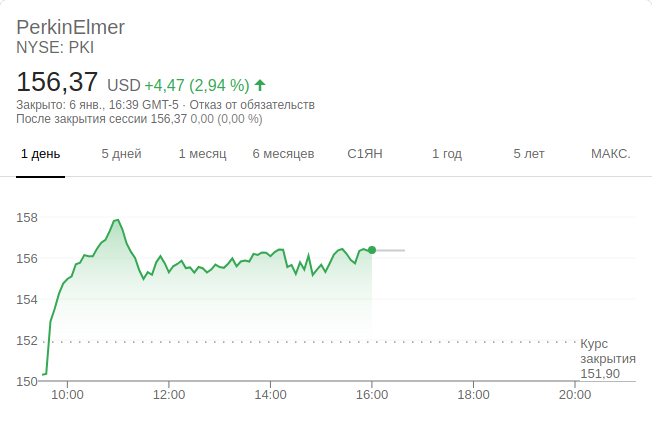 PerkinElmer
NYSE: PKI
156,37 USD +4,47 (2,94 %)
Закрыто: 6 янв., 16:39 GMT-5 · Отказ от обязательств
После закрытия сессии 156,37 0,00 (0,00 %)
1 день 5 дней 1 месяц 6 месяцев С1ЯН 1 год 5 лет МАКС.
158
156
154
152
Курс
закрытия
151,90
150
10:00 12:00 14:00 16:00 18:00 20:00